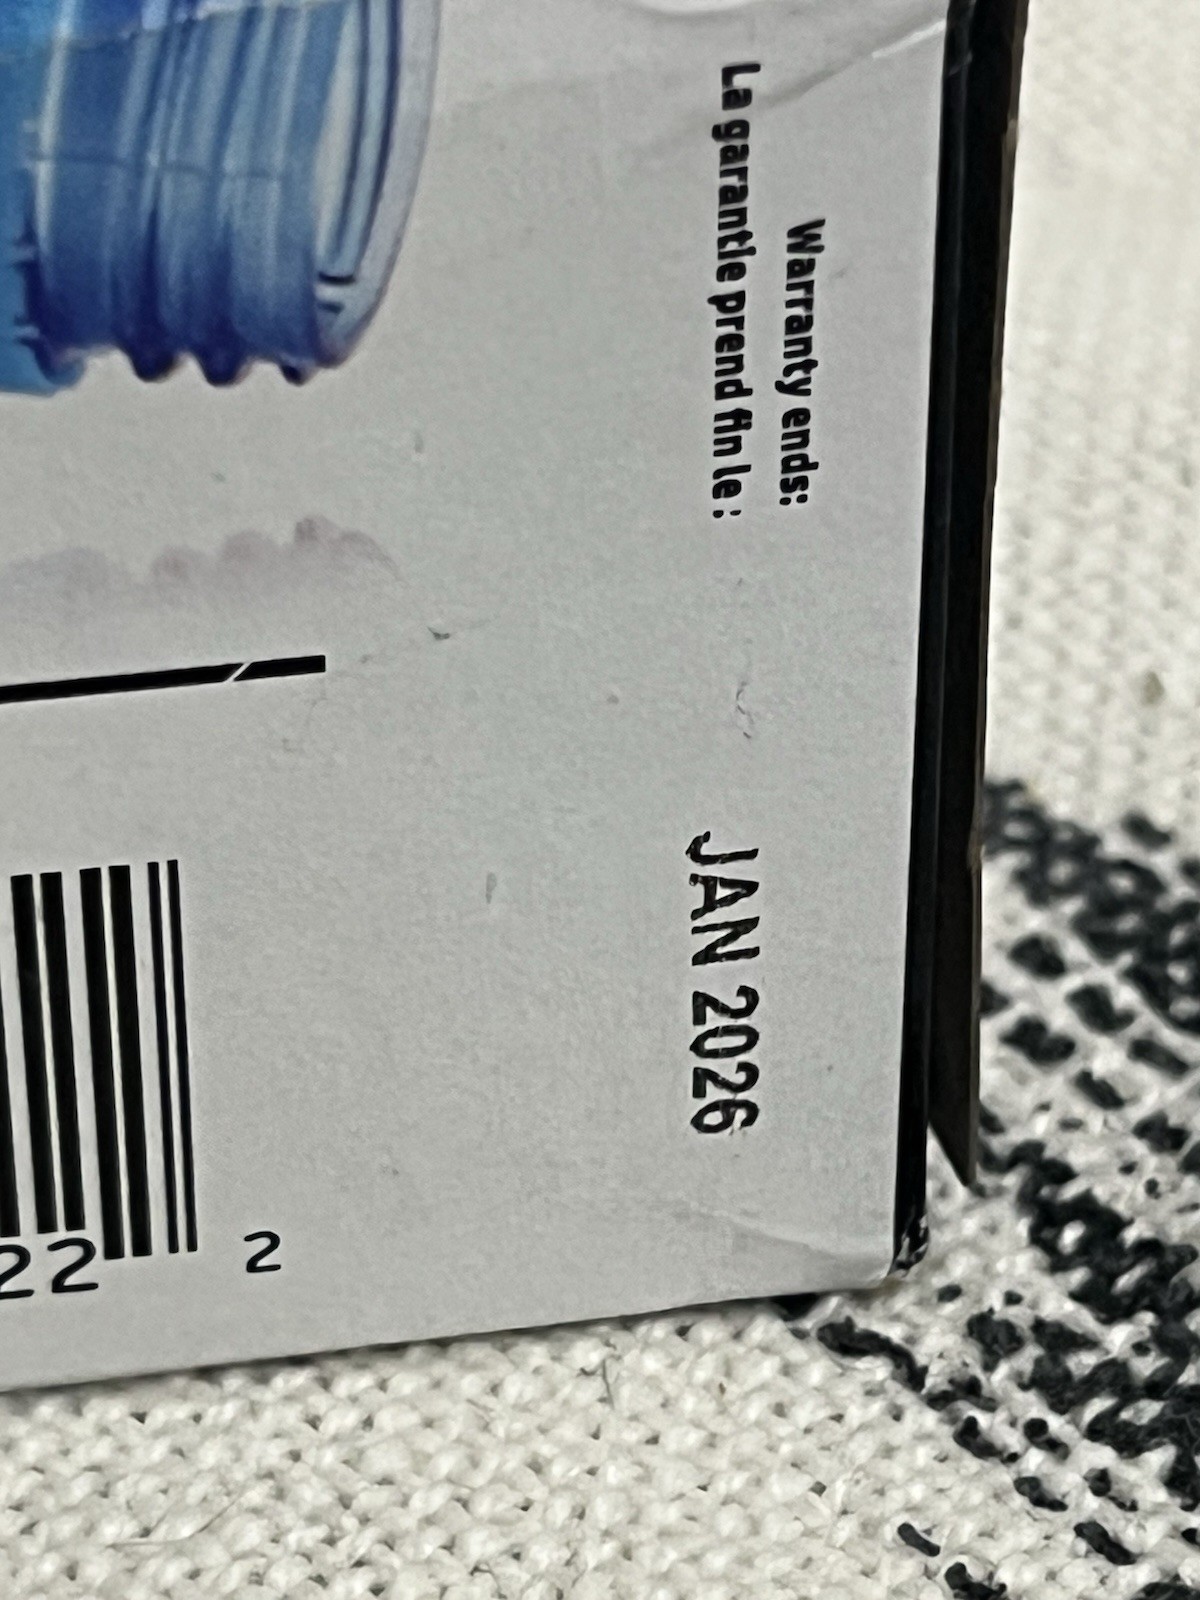 Warranty ends:
La garantie prend fin le :
JAN 2026
22 2